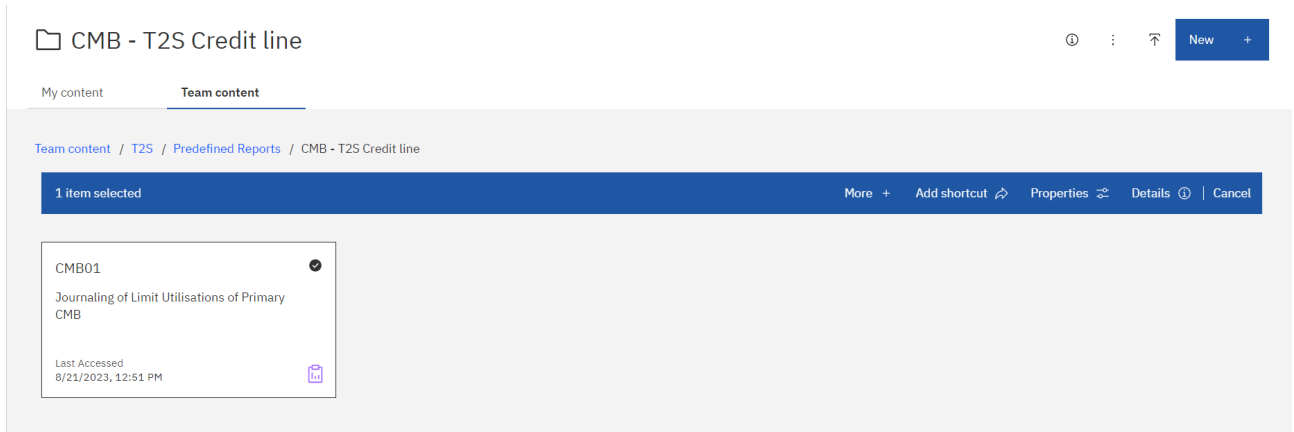 CMB - T2S Credit line
New +
My content Team content
Team content / T2S / Predefined Reports / CMB - T2S Credit line
1 item selected More + Add shortcut Properties Details | Cancel
CMB01
Journaling of Limit Utilisations of Primary
CMB
Last Accessed
8/21/2023, 12:51 PM